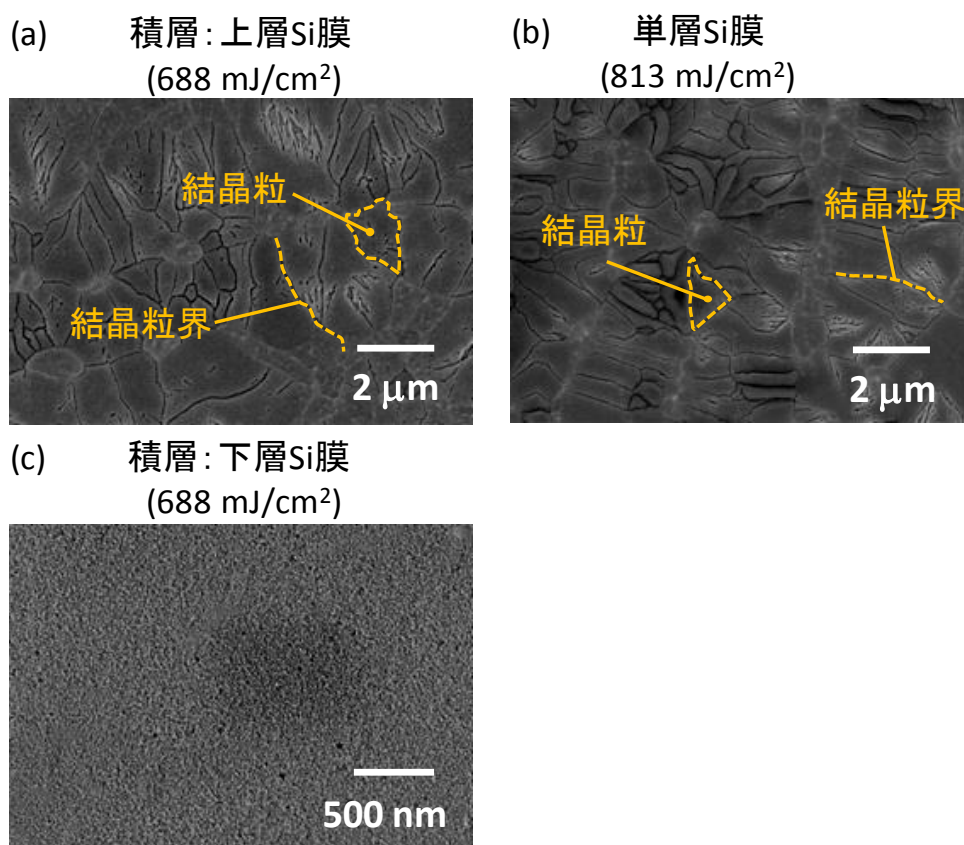 (a) 積層：上層Si膜
(688 mJ/cm²)
結晶粒
結晶粒界
2 μm
(b) 単層Si膜
(813 mJ/cm²)
結晶粒界
結晶粒
2 μm
(c) 積層：下層Si膜
(688 mJ/cm²)
500 nm